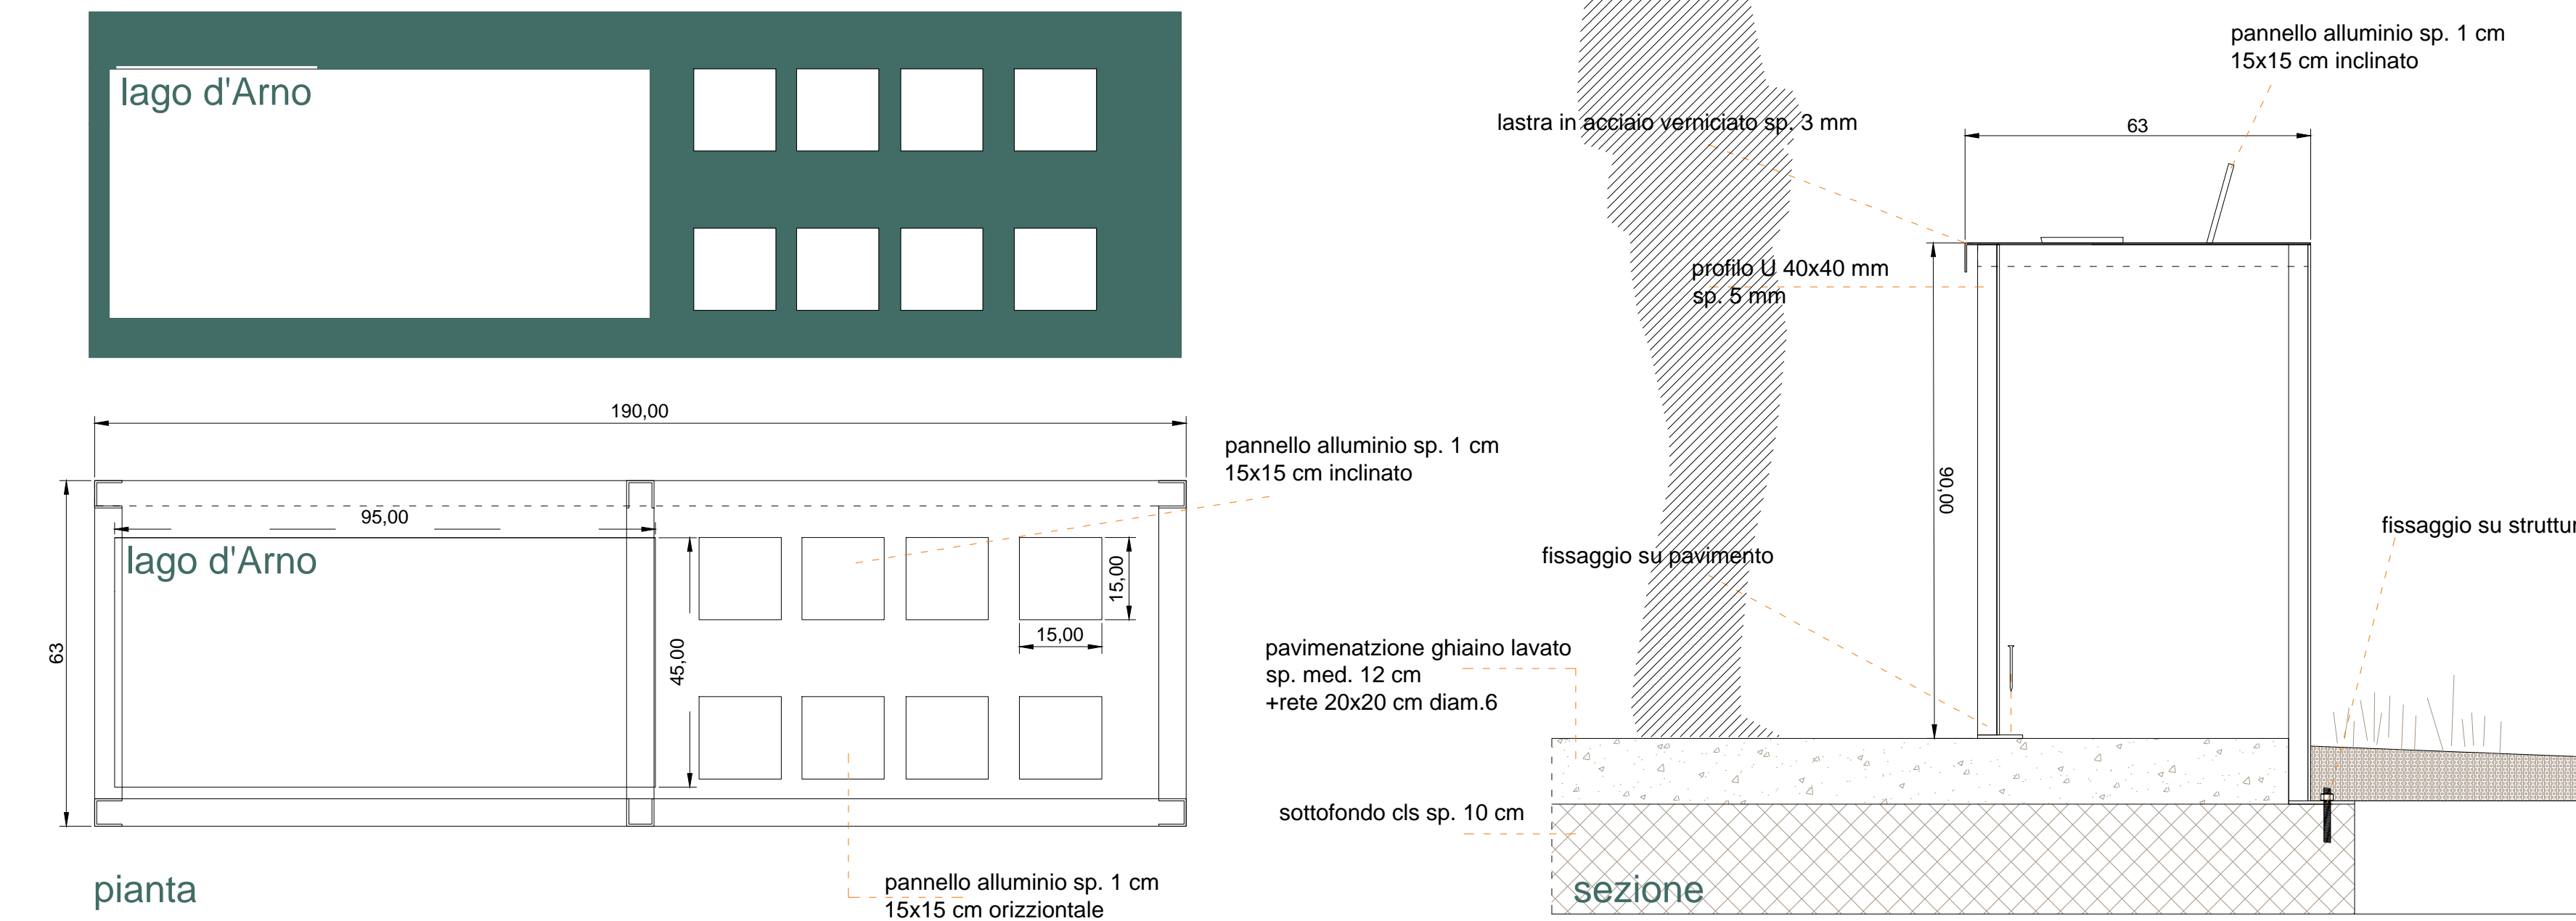 lago d'Arno
190,00
63
95,00
lago d'Arno
45,00
15,00
15,00
pannello alluminio sp. 1 cm
15x15 cm inclinato
pannello alluminio sp. 1 cm
15x15 cm orizziontale
pianta
pannello alluminio sp. 1 cm
15x15 cm inclinato
lastra in acciaio verniciato sp. 3 mm
63
profilo U 40x40 mm
sp. 5 mm
90,00
fissaggio su pavimento
fissaggio su struttur
pavimenatzione ghiaino lavato
sp. med. 12 cm
+rete 20x20 cm diam.6
sottofondo cls sp. 10 cm
sezione